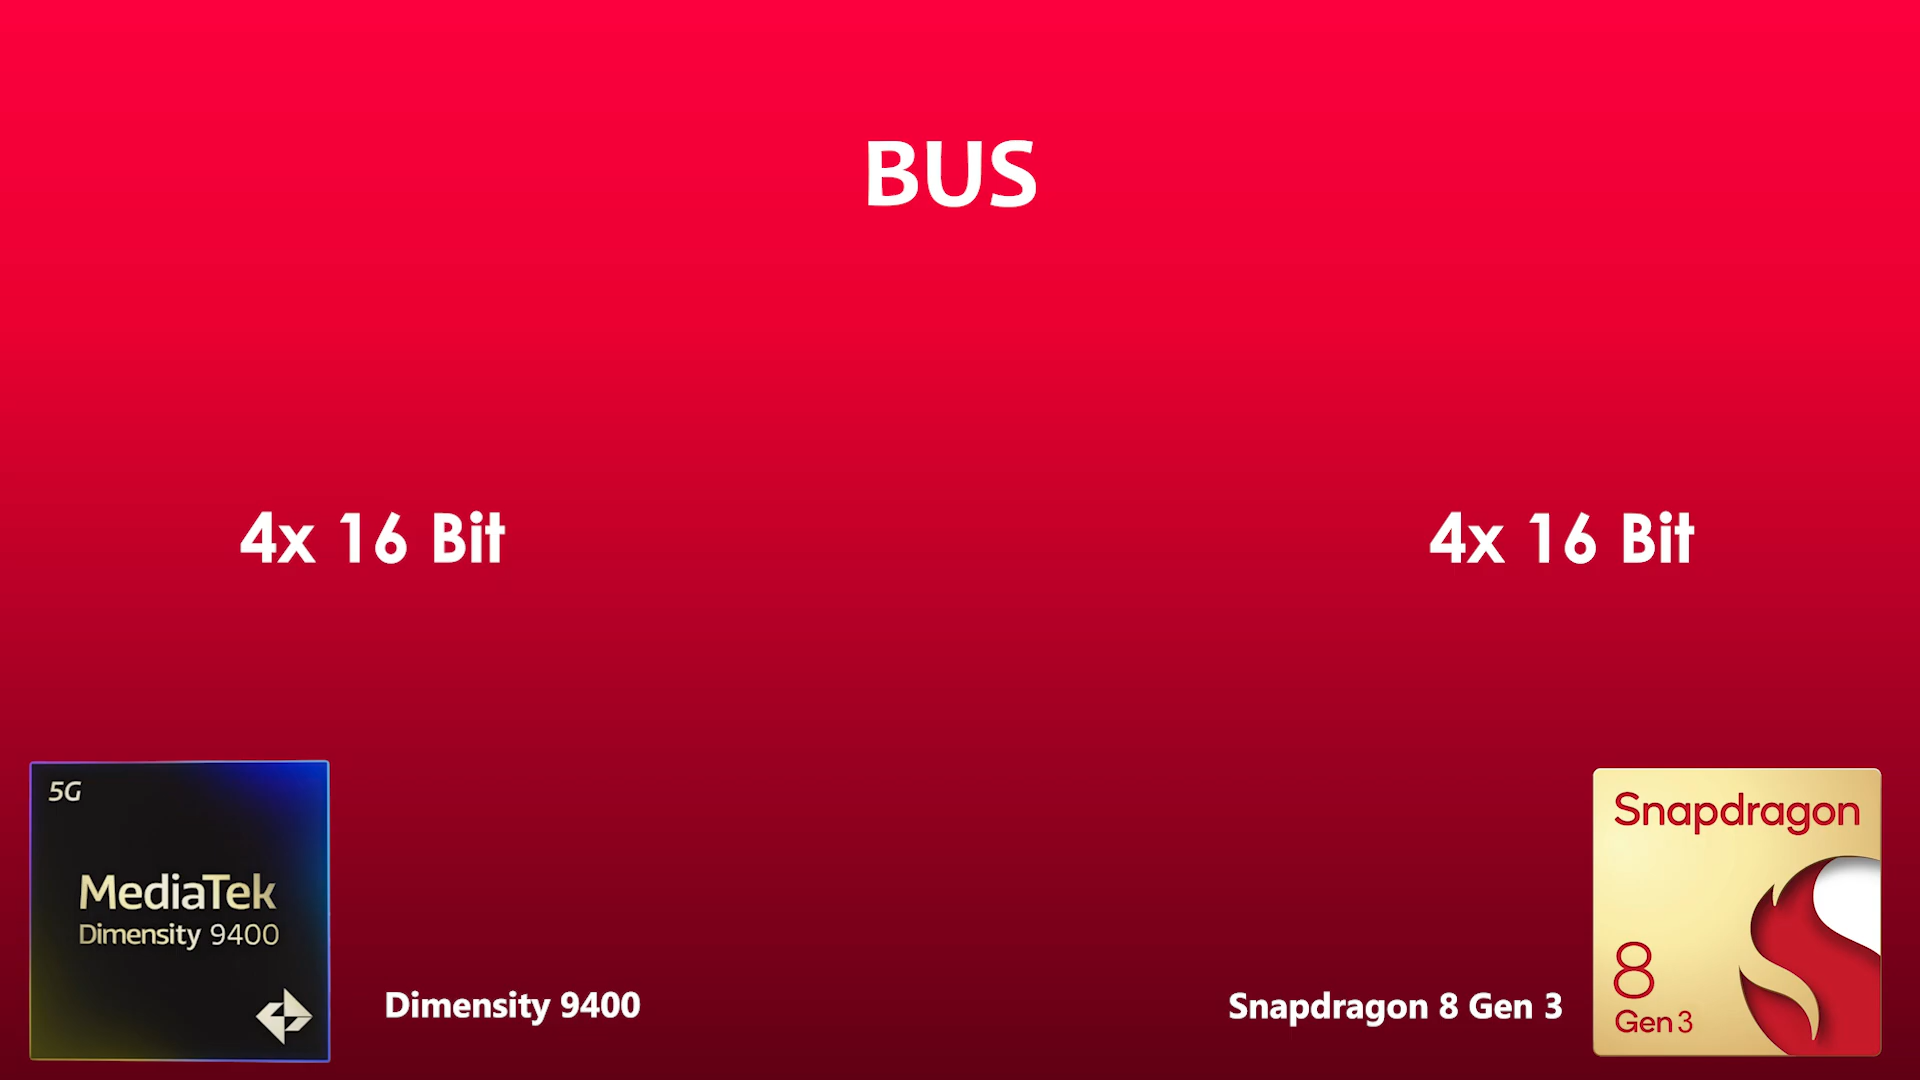 BUS
4x 16 Bit
4x 16 Bit
5G
MediaTek
Dimensity 9400
Dimensity 9400
Snapdragon 8 Gen 3
Snapdragon
8
Gen 3